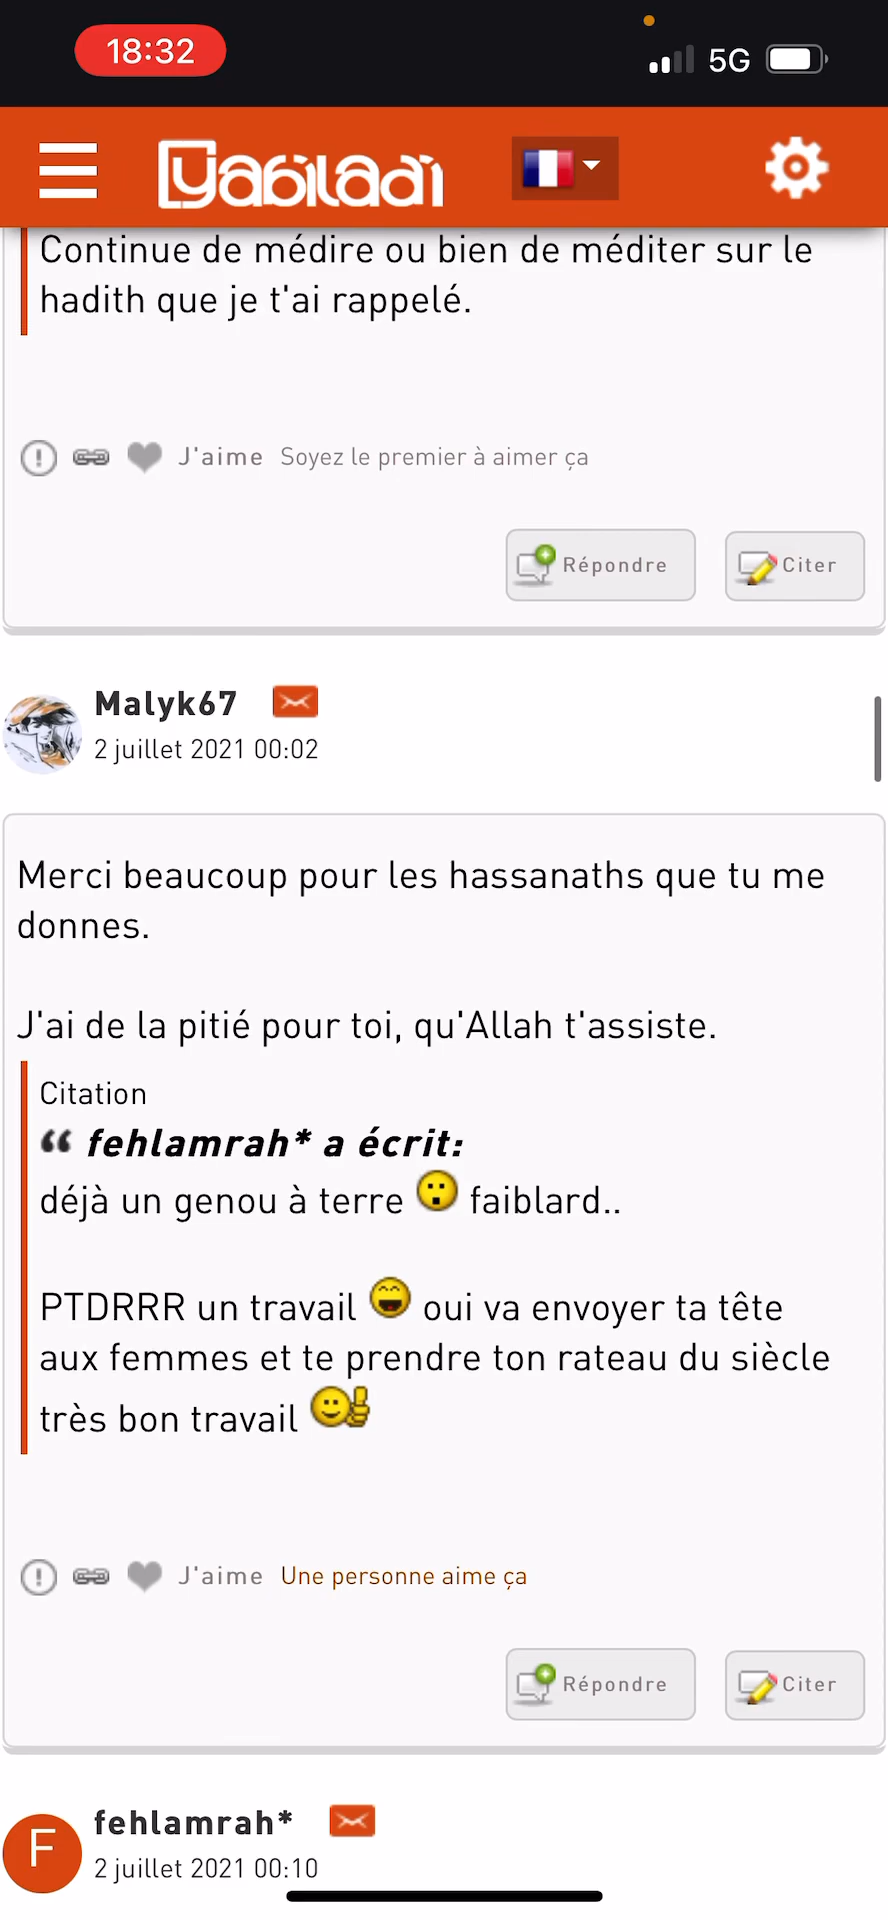 18:32
5G
Yabiladi
Continue de médire ou bien de méditer sur le
hadith que je t'ai rappelé.
J'aime Soyez le premier à aimer ça
Répondre Citer
Malyk67
2 juillet 2021 00:02
Merci beaucoup pour les hassanaths que tu me
donnes.
J'ai de la pitié pour toi, qu'Allah t'assiste.
Citation
“ fehlamrah* a écrit:
déjà un genou à terre 😮 faiblard..
PTDRRR un travail 😄 oui va envoyer ta tête
aux femmes et te prendre ton rateau du siècle
très bon travail 👍
J'aime Une personne aime ça
Répondre Citer
F
fehlamrah*
2 juillet 2021 00:10